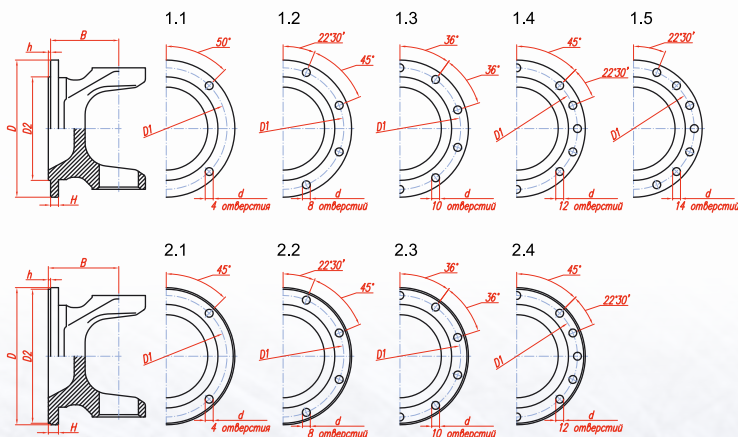 1.1
1.2
1.3
1.4
1.5
B
h
D
D2
H
50°
D1
d
4 отверстия
22°30'
45°
D1
d
8 отверстий
36°
36°
D1
d
10 отверстий
45°
22°30'
D1
d
12 отверстий
22°30'
D1
d
14 отверстий
2.1
2.2
2.3
2.4
B
h
D
D2
H
45°
D1
d
4 отверстия
22°30'
45°
D1
d
8 отверстий
36°
36°
D1
d
10 отверстий
45°
22°30'
D1
d
12 отверстий